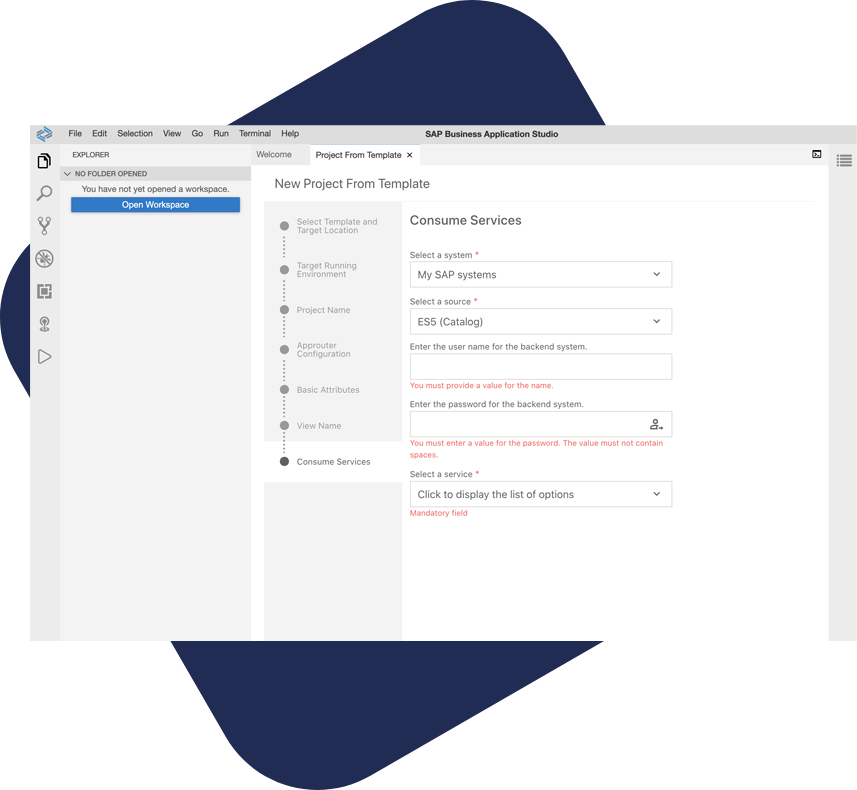 File Edit Selection View Go Run Terminal Help
SAP Business Application Studio
EXPLORER
NO FOLDER OPENED
You have not yet opened a workspace.
Open Workspace
Welcome
Project From Template
New Project From Template
Select Template and
Target Location
Target Running
Environment
Project Name
Approuter
Configuration
Basic Attributes
View Name
Consume Services
Consume Services
Select a system *
My SAP systems
Select a source *
ES5 (Catalog)
Enter the user name for the backend system.
You must provide a value for the name.
Enter the password for the backend system.
You must enter a value for the password. The value must not contain
spaces.
Select a service *
Click to display the list of options
Mandatory field